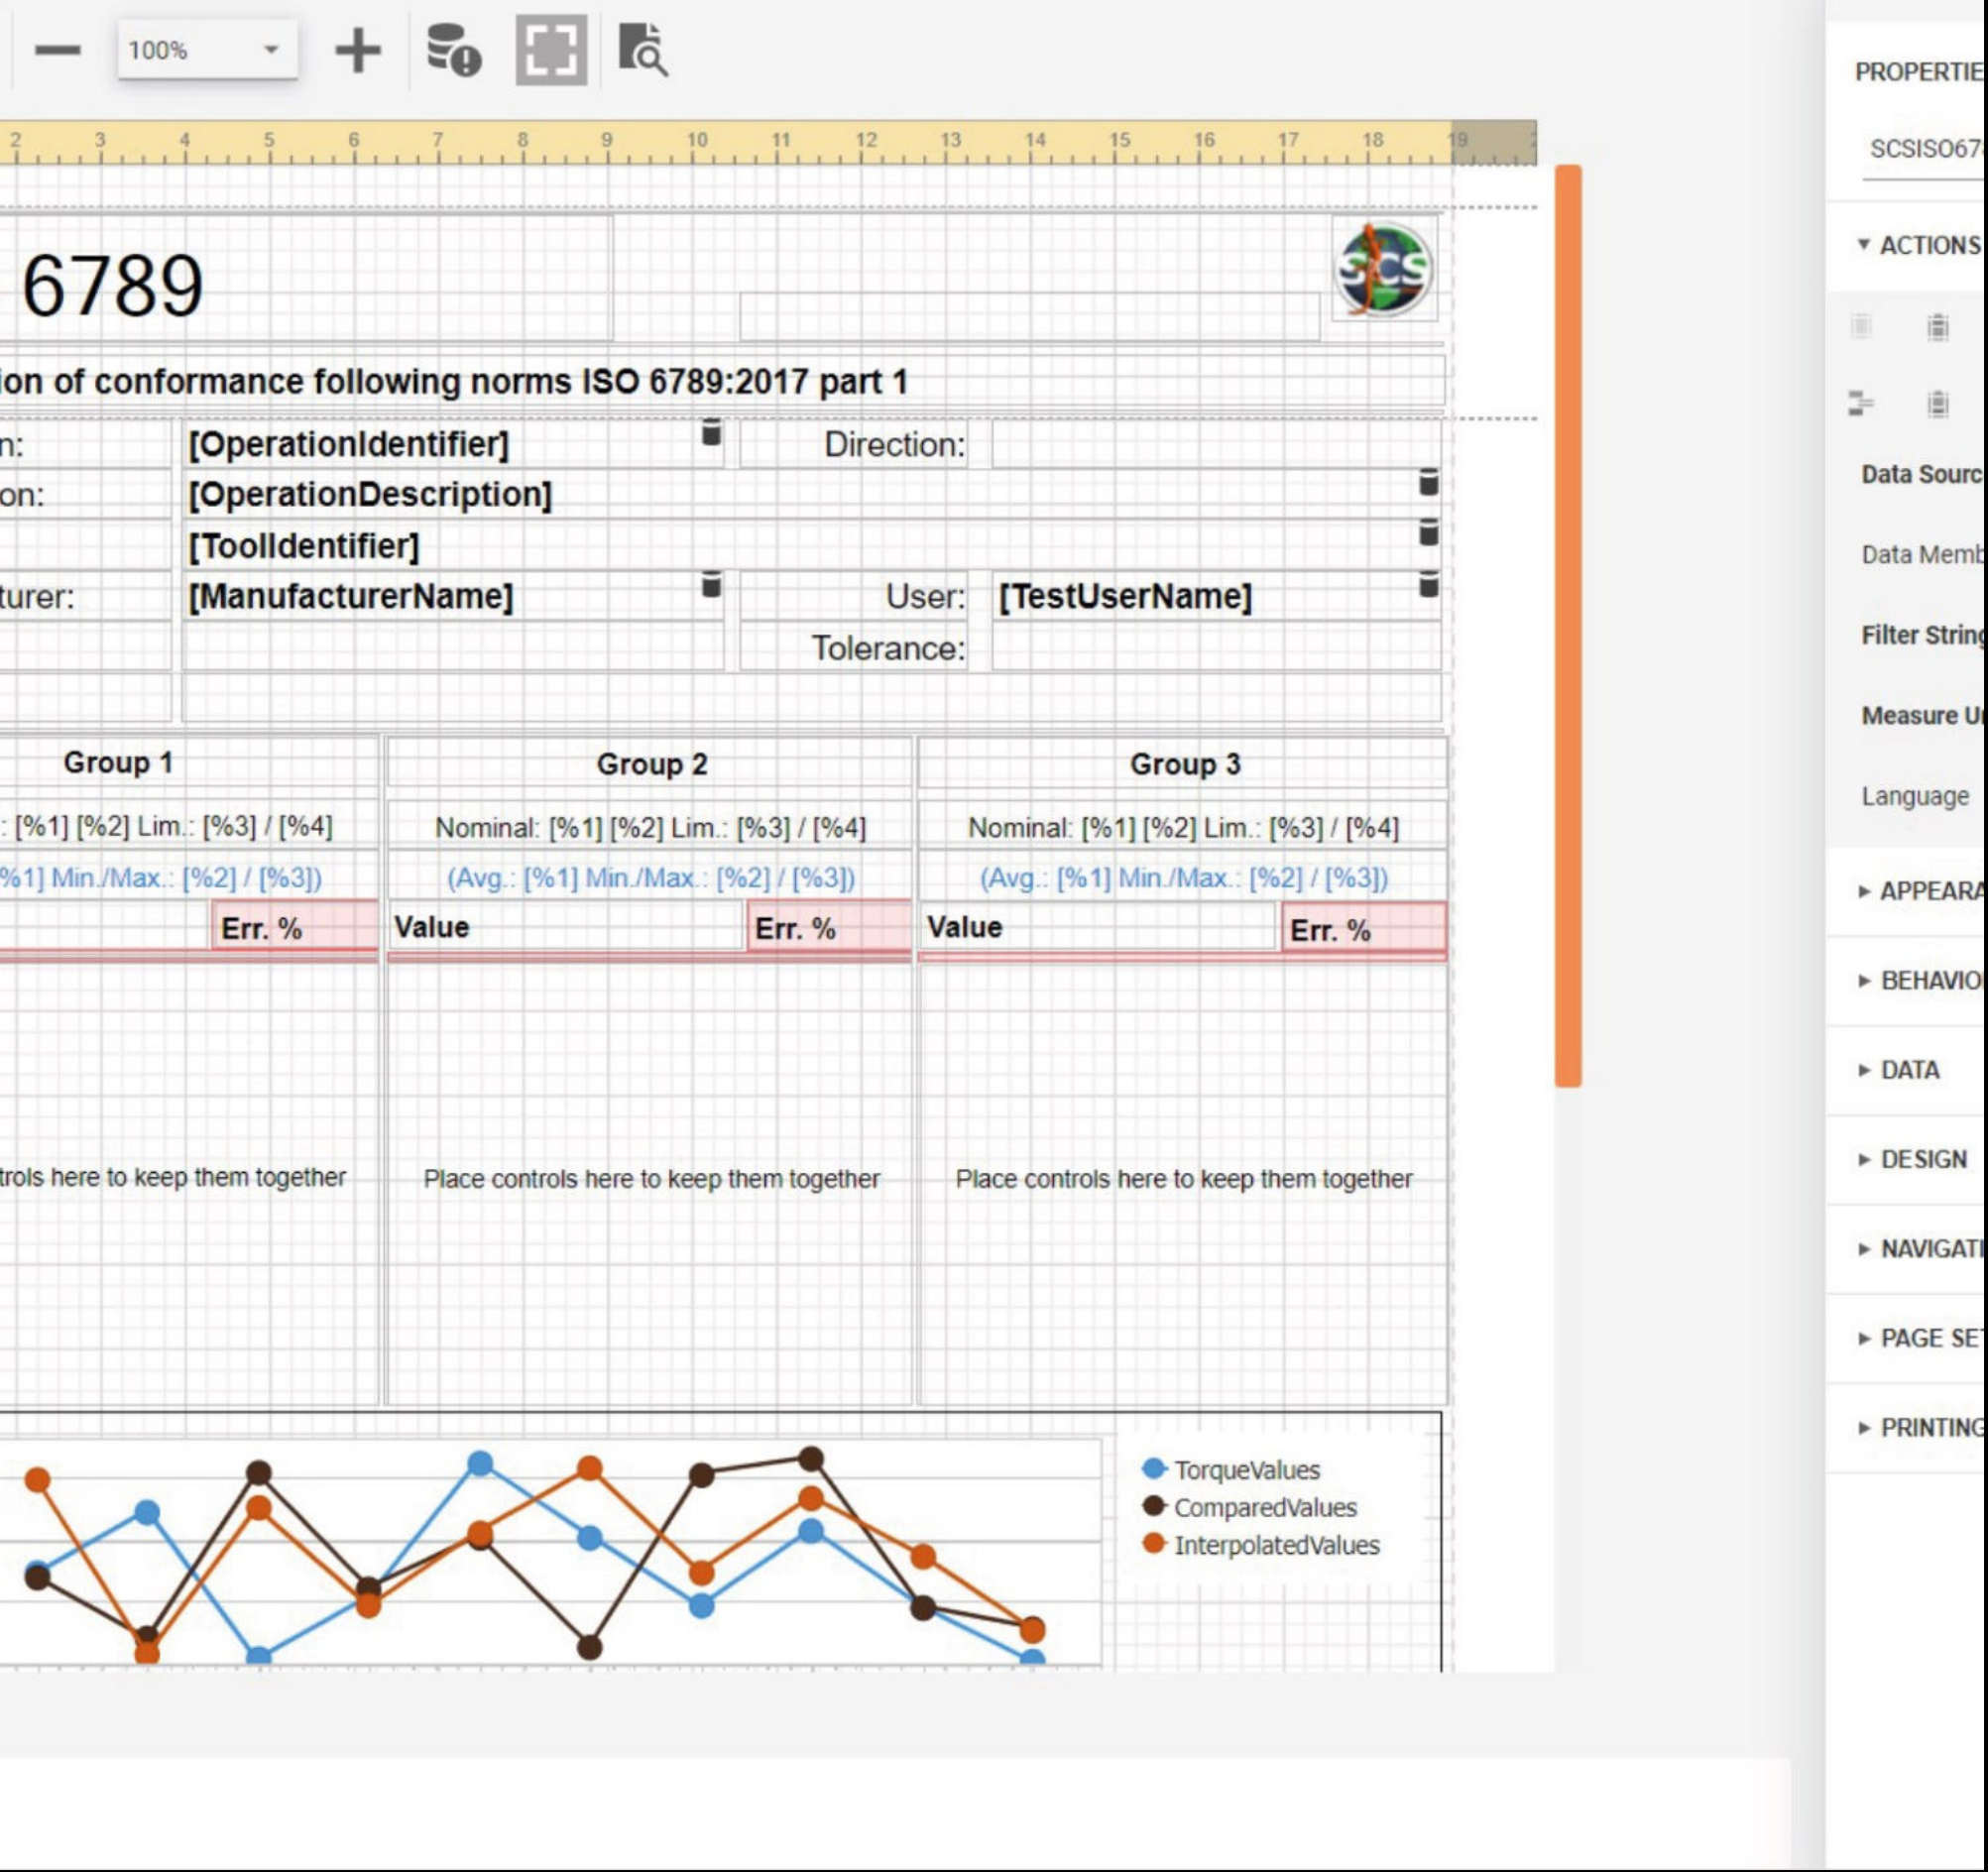 100%
PROPERTIE
2 3 4 5 6 7 8 9 10 11 12 13 14 15 16 17 18 19
SCSISO678
ACTIONS
6789
SCS
ion of conformance following norms ISO 6789:2017 part 1
n: [OperationIdentifier] Direction:
on: [OperationDescription]
[ToolIdentifier]
turer: [ManufacturerName] User: [TestUserName]
Tolerance:
Data Sourc
Data Memb
Filter String
Measure Un
Language
Group 1 Group 2 Group 3
: [%1] [%2] Lim.: [%3] / [%4] Nominal: [%1] [%2] Lim.: [%3] / [%4] Nominal: [%1] [%2] Lim.: [%3] / [%4]
%1] Min./Max.: [%2] / [%3]) (Avg.: [%1] Min./Max.: [%2] / [%3]) (Avg.: [%1] Min./Max.: [%2] / [%3])
Err. % Value Err. % Value Err. %
APPEARA
BEHAVIO
DATA
DESIGN
NAVIGATI
PAGE SE
PRINTING
trols here to keep them together Place controls here to keep them together Place controls here to keep them together
TorqueValues
ComparedValues
InterpolatedValues